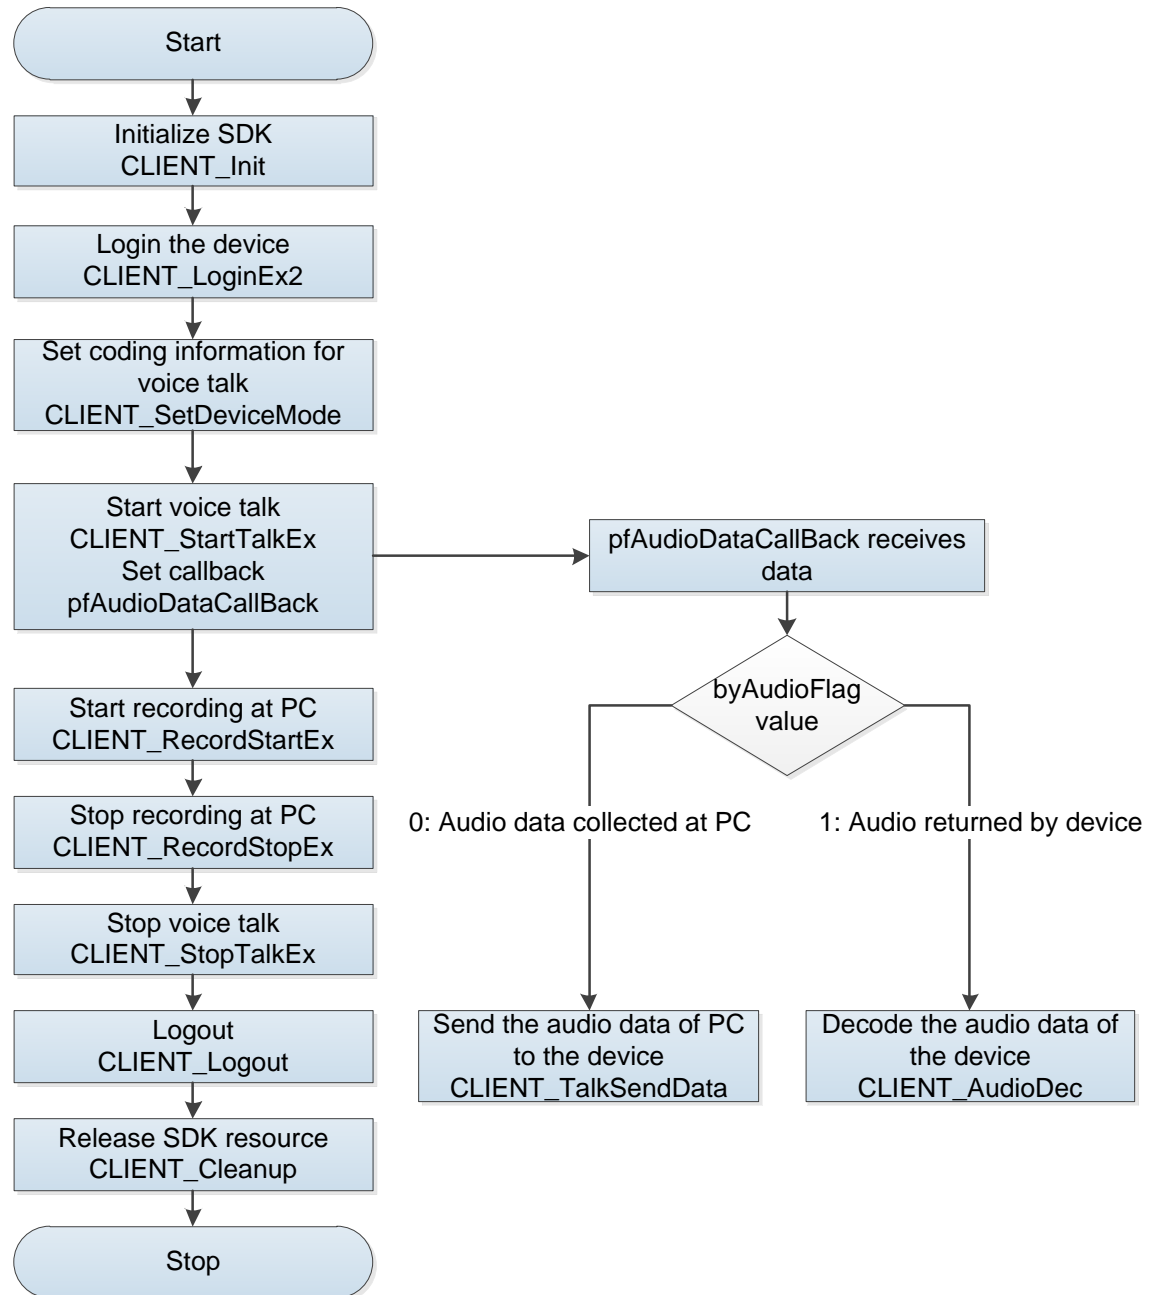 Start
Initialize SDK
CLIENT_Init
Login the device
CLIENT_LoginEx2
Set coding information for
voice talk
CLIENT_SetDeviceMode
Start voice talk
CLIENT_StartTalkEx
Set callback
pfAudioDataCallBack
pfAudioDataCallBack receives
data
byAudioFlag
value
Start recording at PC
CLIENT_RecordStartEx
Stop recording at PC
CLIENT_RecordStopEx
0: Audio data collected at PC
1: Audio returned by device
Stop voice talk
CLIENT_StopTalkEx
Logout
CLIENT_Logout
Send the audio data of PC
to the device
CLIENT_TalkSendData
Decode the audio data of
the device
CLIENT_AudioDec
Release SDK resource
CLIENT_Cleanup
Stop